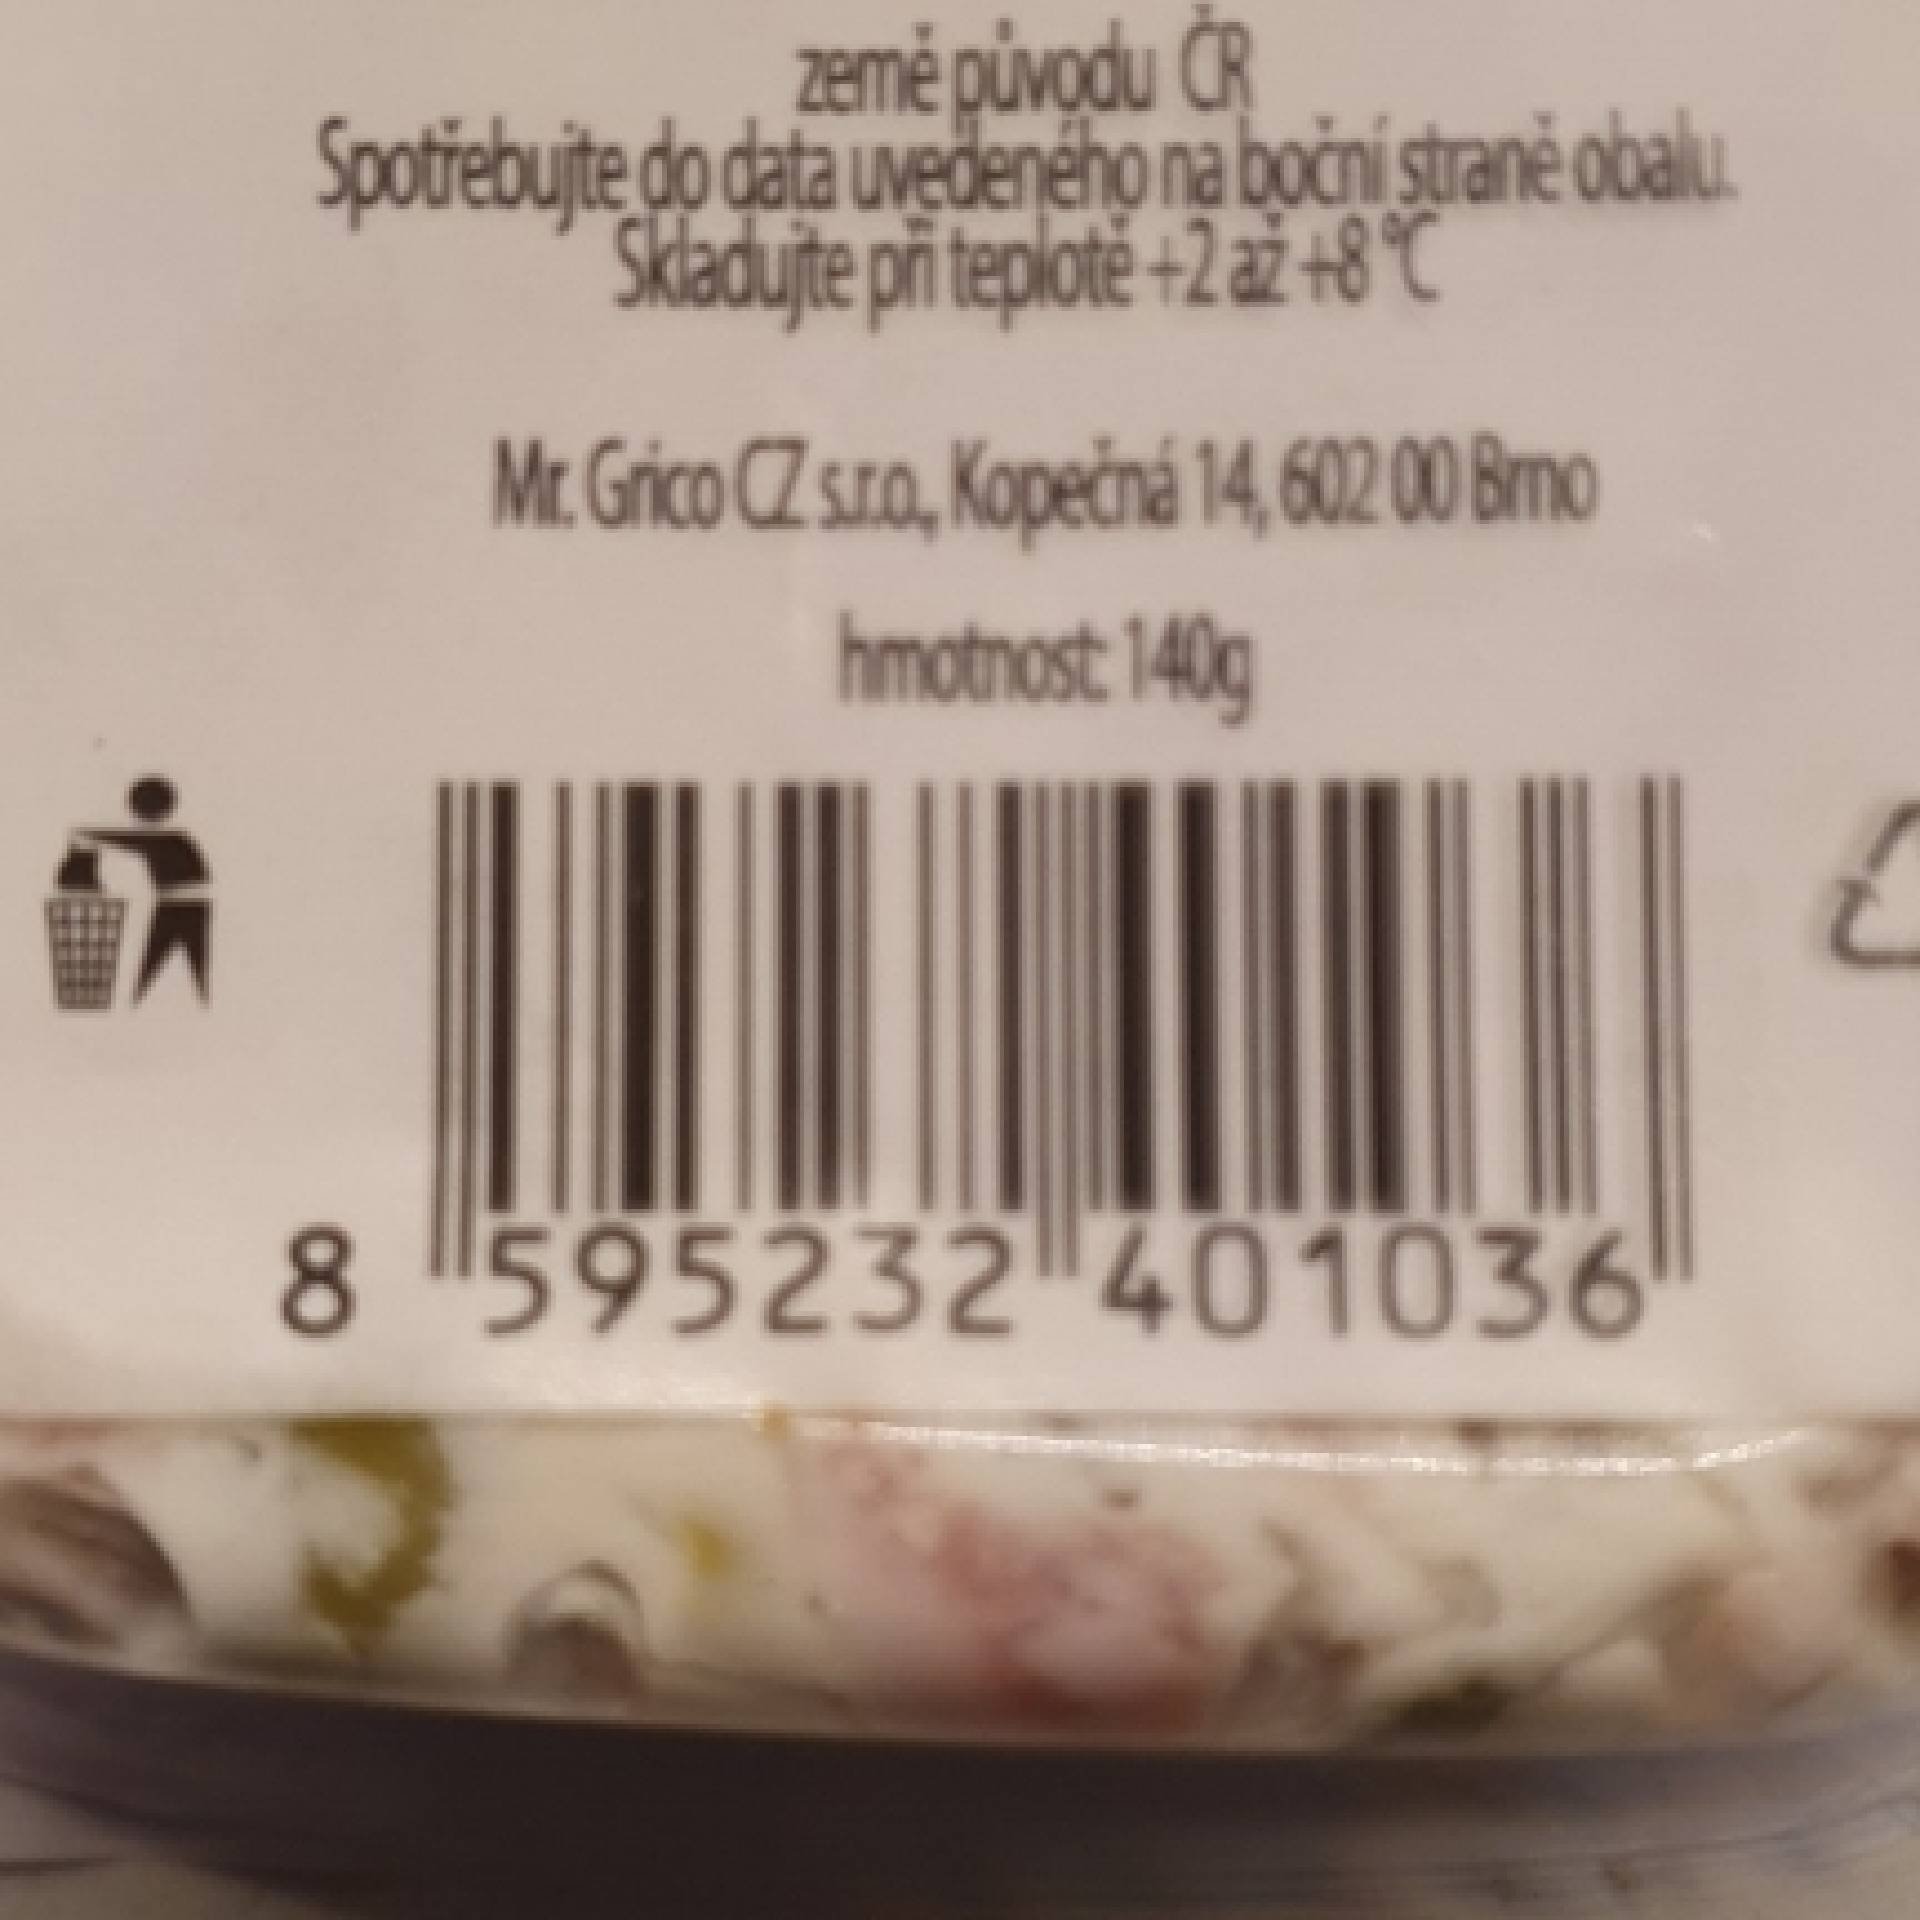 země původu ČR
Spotřebujte do data uvedeného na boční straně obalu.
Skladujte při teplotě +2 až +8 °C
Mr. Grico CZ s.r.o., Kopečná 14, 602 00 Brno
hmotnost: 140g
8 595232 401036